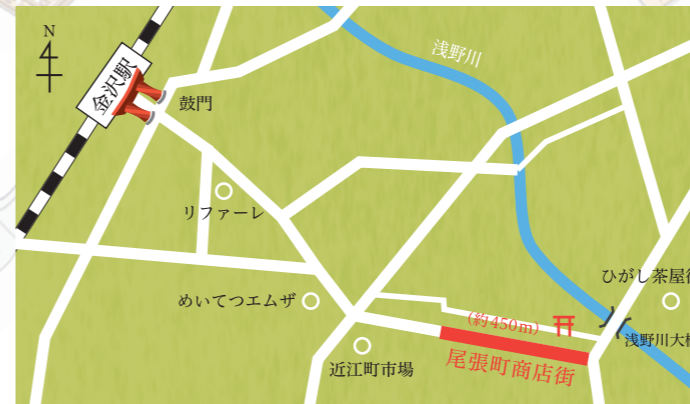 N
金沢駅
鼓門
浅野川
リファーレ
ひがし茶屋街
めいてつエムザ
(約450m)
浅野川大橋
尾張町商店街
近江町市場